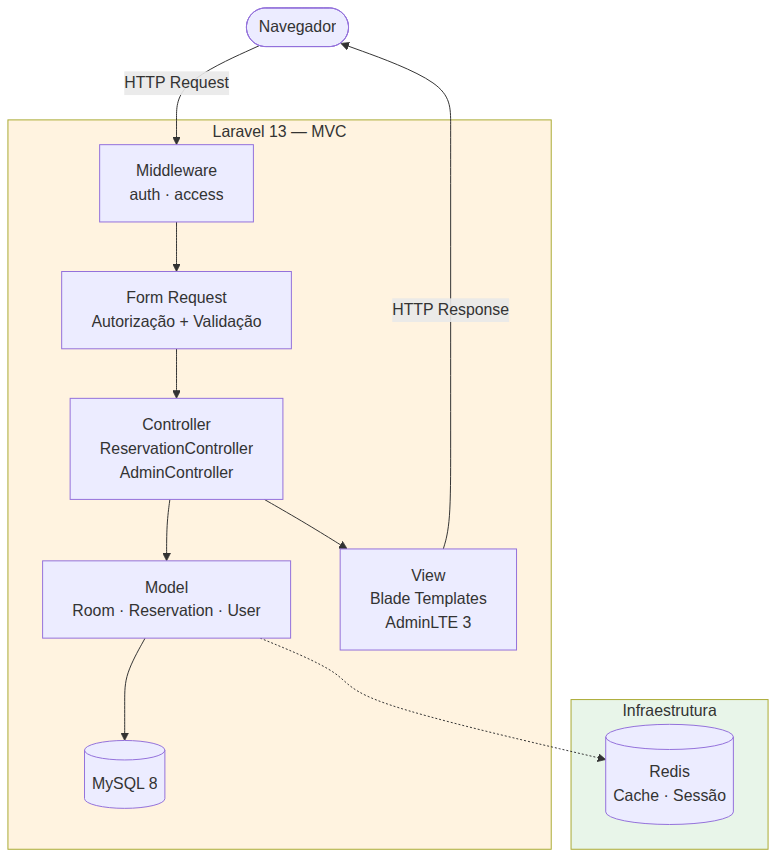 Navegador
HTTP Request
Laravel 13 — MVC
Middleware
auth · access
Form Request
Autorização + Validação
HTTP Response
Controller
ReservationController
AdminController
Model
Room · Reservation · User
View
Blade Templates
AdminLTE 3
MySQL 8
Infraestrutura
Redis
Cache · Sessão